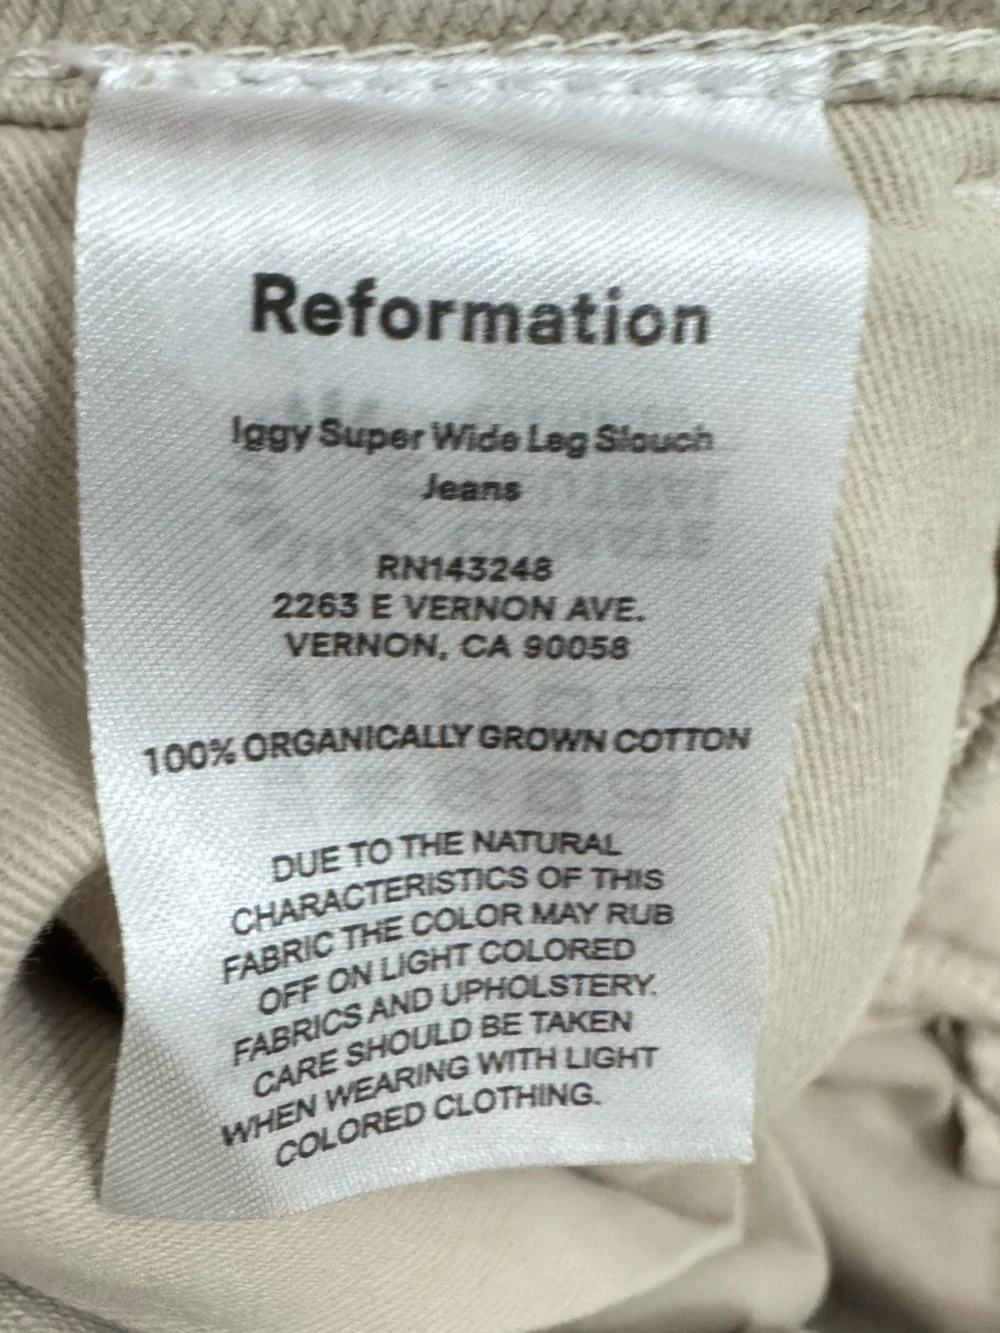 Reformation
Iggy Super Wide Leg Slouch
Jeans
RN143248
2263 E VERNON AVE.
VERNON, CA 90058
100% ORGANICALLY GROWN COTTON
DUE TO THE NATURAL
CHARACTERISTICS OF THIS
FABRIC THE COLOR MAY RUB
OFF ON LIGHT COLORED
FABRICS AND UPHOLSTERY.
CARE SHOULD BE TAKEN
WHEN WEARING WITH LIGHT
COLORED CLOTHING.